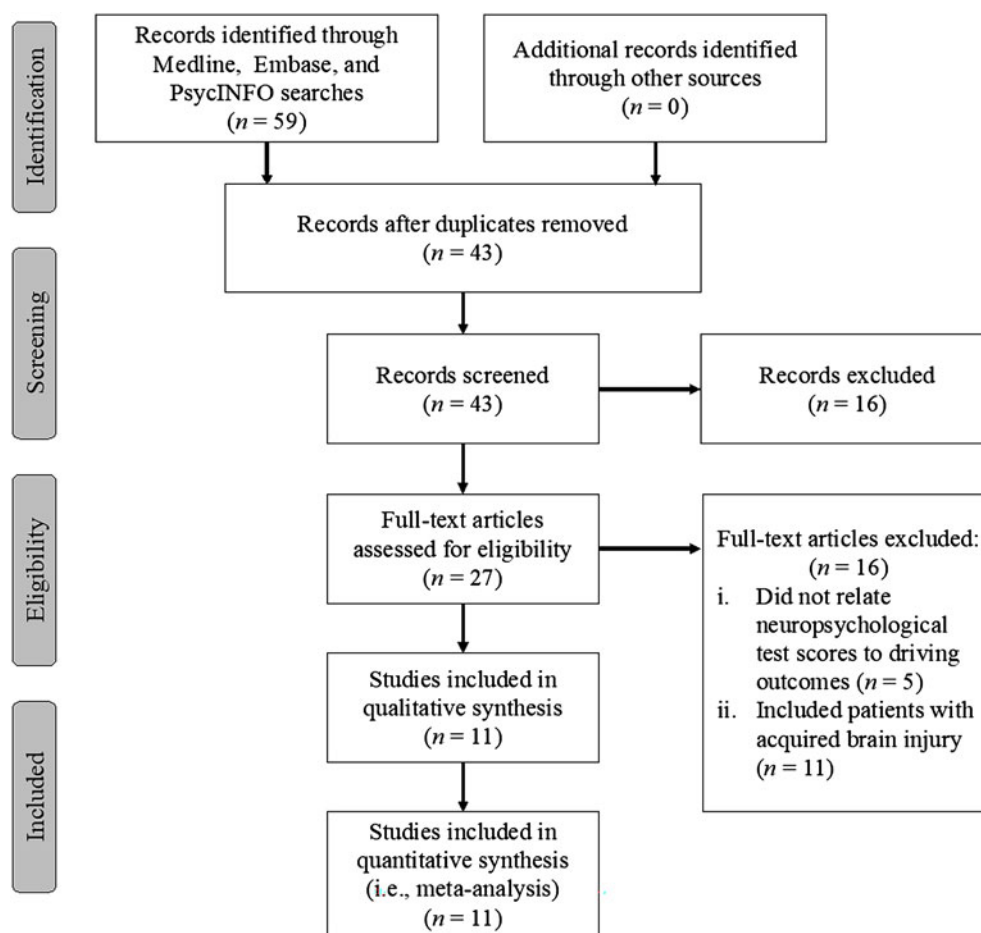 Identification
Records identified through
Medline, Embase, and
PsycINFO searches
(n = 59)
Additional records identified
through other sources
(n = 0)
Records after duplicates removed
(n = 43)
Screening
Records screened
(n = 43)
Records excluded
(n = 16)
Eligibility
Full-text articles
assessed for eligibility
(n = 27)
Full-text articles excluded:
(n = 16)
i. Did not relate
neuropsychological
test scores to driving
outcomes (n = 5)
ii. Included patients with
acquired brain injury
(n = 11)
Included
Studies included in
qualitative synthesis
(n = 11)
Studies included in
quantitative synthesis
(i.e., meta-analysis)
(n = 11)